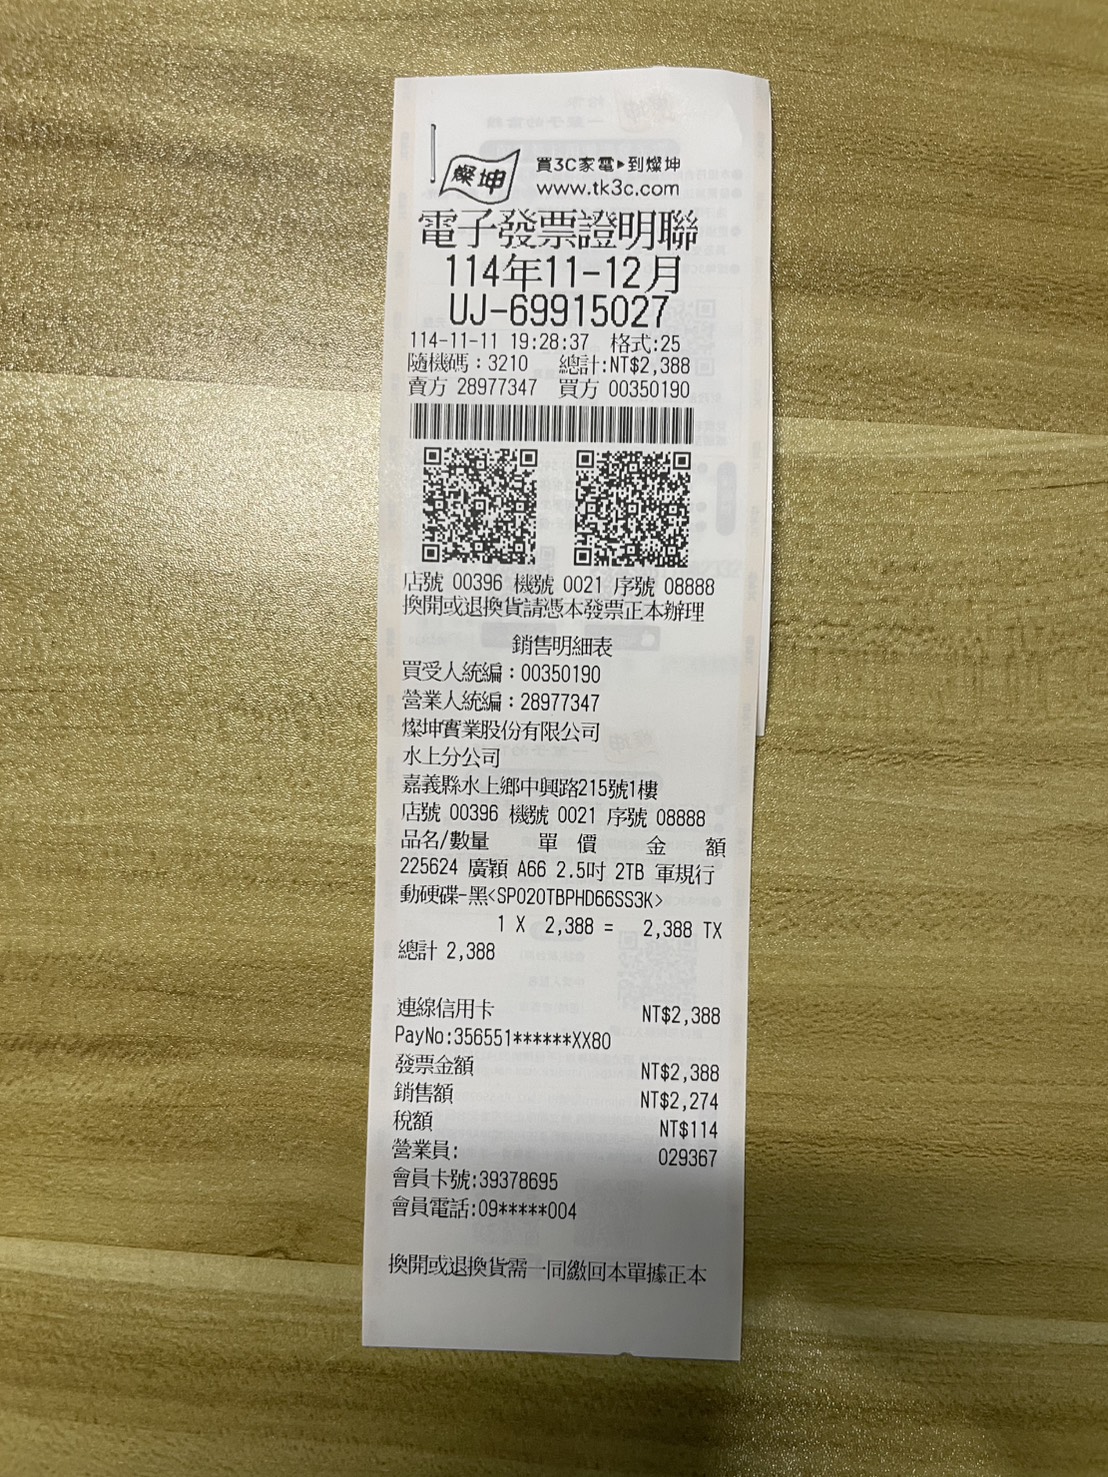 燦坤
買3C家電▸到燦坤
www.tk3c.com
電子發票證明聯
114年11-12月
UJ-69915027
114-11-11 19:28:37 格式:25
隨機碼:3210 總計:NT$2,388
賣方 28977347 買方 00350190
店號 00396 機號 0021 序號 08888
換開或退換貨請憑本發票正本辦理
銷售明細表
買受人統編:00350190
營業人統編:28977347
燦坤實業股份有限公司
水上分公司
嘉義縣水上鄉中興路215號1樓
店號 00396 機號 0021 序號 08888
品名/數量 單 價 金 額
225624 廣穎 A66 2.5吋 2TB 軍規行
動硬碟-黑<SP020TBPHD66SS3K>
1 X 2,388 = 2,388 TX
總計 2,388
連線信用卡 NT$2,388
PayNo:356551******XX80
發票金額 NT$2,388
銷售額 NT$2,274
稅額 NT$114
營業員: 029367
會員卡號:39378695
會員電話:09*****004
換開或退換貨需一同繳回本單據正本